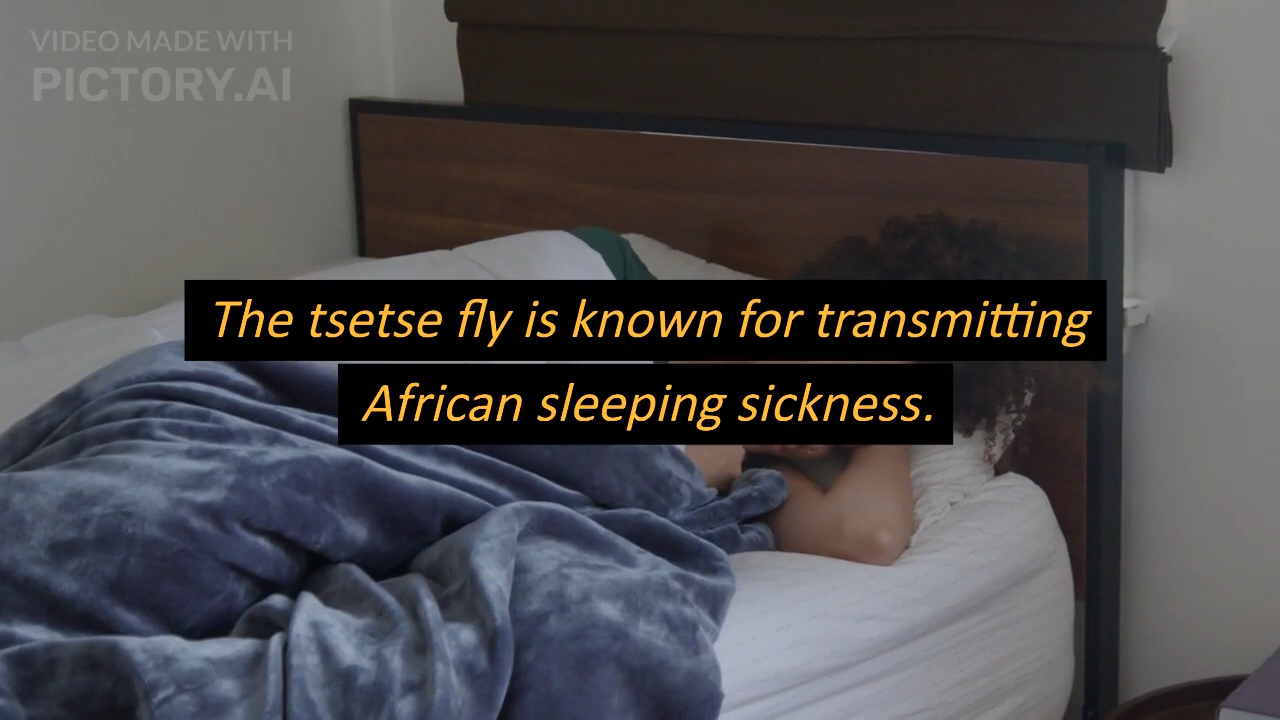 VIDEO MADE WITH
PICTORY.AI
The tsetse fly is known for transmitting
African sleeping sickness.